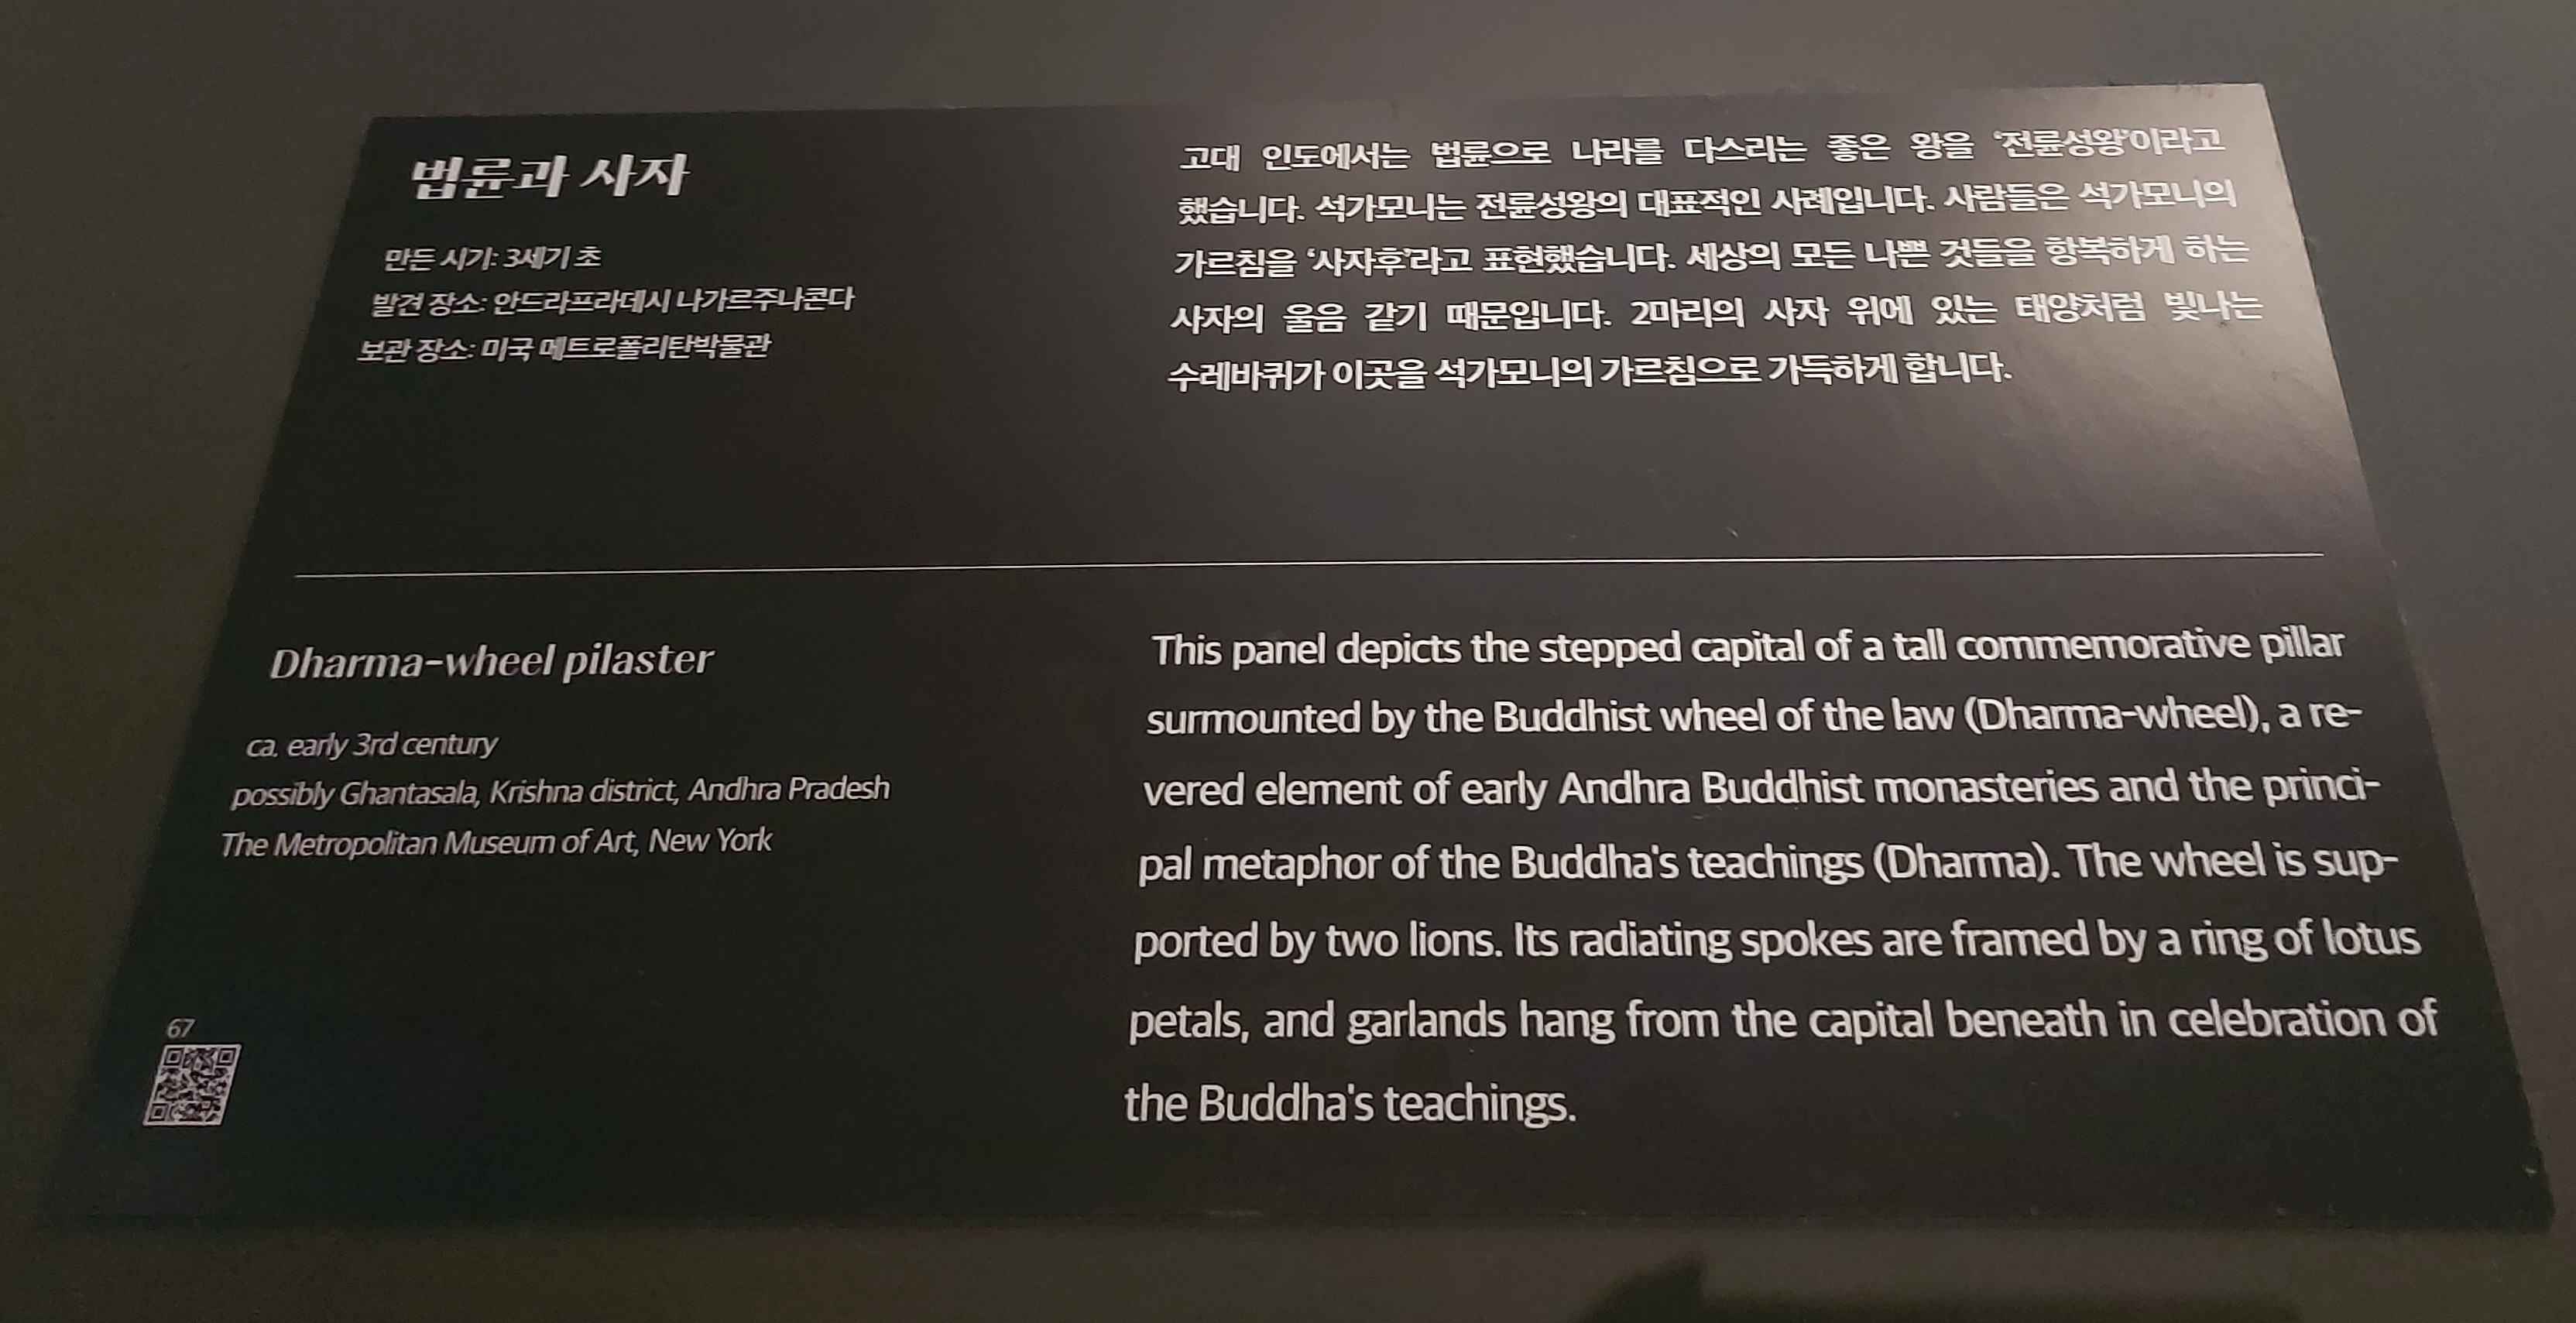 법륜과 사자
만든 시기: 3세기 초
발견 장소: 안드라프라데시 나가르주나콘다
보관 장소: 미국 메트로폴리탄박물관
고대 인도에서는 법륜으로 나라를 다스리는 좋은 왕을 ‘전륜성왕’이라고
했습니다. 석가모니는 전륜성왕의 대표적인 사례입니다. 사람들은 석가모니의
가르침을 ‘사자후’라고 표현했습니다. 세상의 모든 나쁜 것들을 항복하게 하는
사자의 울음 같기 때문입니다. 2마리의 사자 위에 있는 태양처럼 빛나는
수레바퀴가 이곳을 석가모니의 가르침으로 가득하게 합니다.
Dharma-wheel pilaster
ca. early 3rd century
possibly Ghantasala, Krishna district, Andhra Pradesh
The Metropolitan Museum of Art, New York
This panel depicts the stepped capital of a tall commemorative pillar
surmounted by the Buddhist wheel of the law (Dharma-wheel), a re-
vered element of early Andhra Buddhist monasteries and the princi-
pal metaphor of the Buddha's teachings (Dharma). The wheel is sup-
ported by two lions. Its radiating spokes are framed by a ring of lotus
petals, and garlands hang from the capital beneath in celebration of
the Buddha's teachings.
67